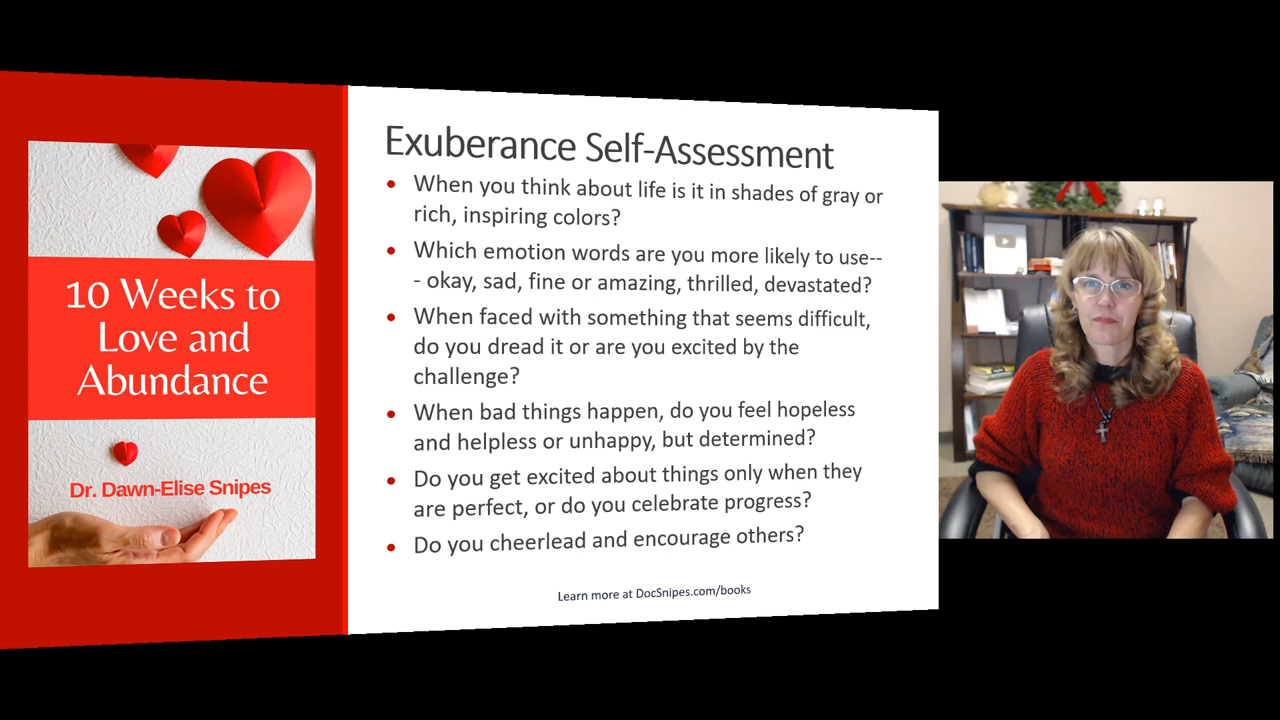 10 Weeks to
Love and
Abundance
Dr. Dawn-Elise Snipes
Exuberance Self-Assessment
• When you think about life is it in shades of gray or
rich, inspiring colors?
• Which emotion words are you more likely to use--
- okay, sad, fine or amazing, thrilled, devastated?
• When faced with something that seems difficult,
do you dread it or are you excited by the
challenge?
• When bad things happen, do you feel hopeless
and helpless or unhappy, but determined?
• Do you get excited about things only when they
are perfect, or do you celebrate progress?
• Do you cheerlead and encourage others?
Learn more at DocSnipes.com/books